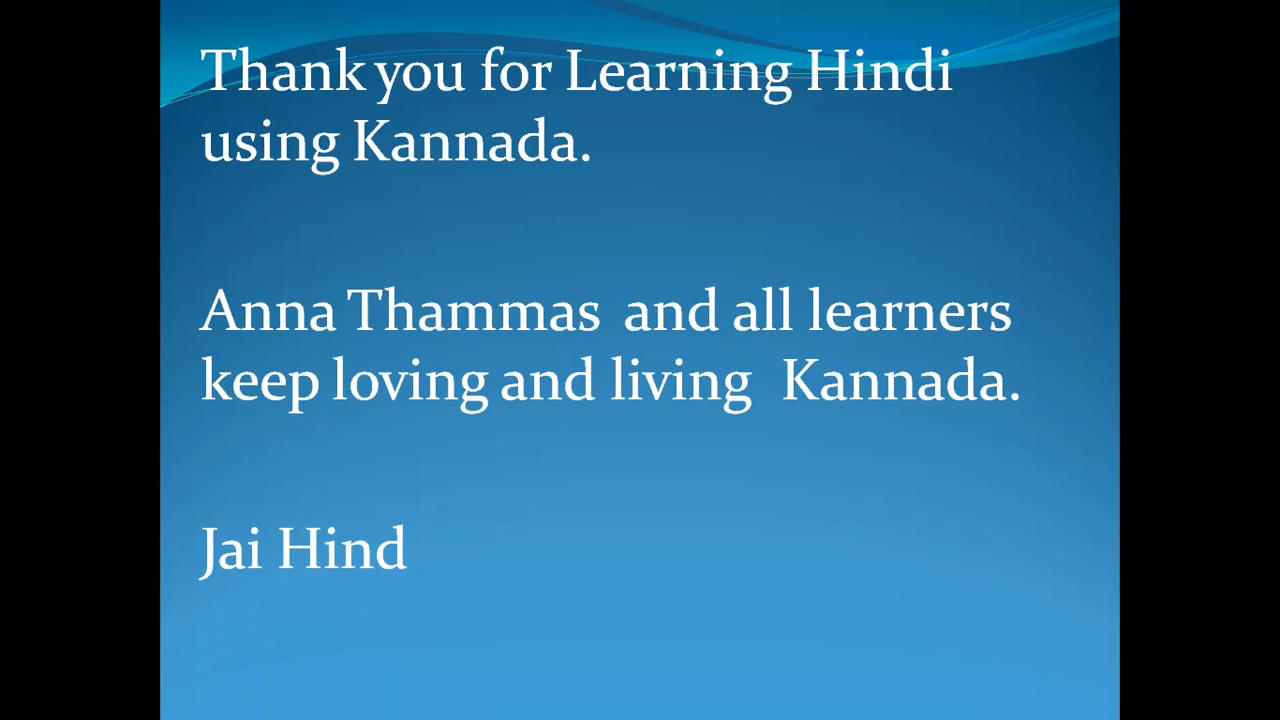 Thank you for Learning Hindi
using Kannada.
Anna Thammas and all learners
keep loving and living Kannada.
Jai Hind